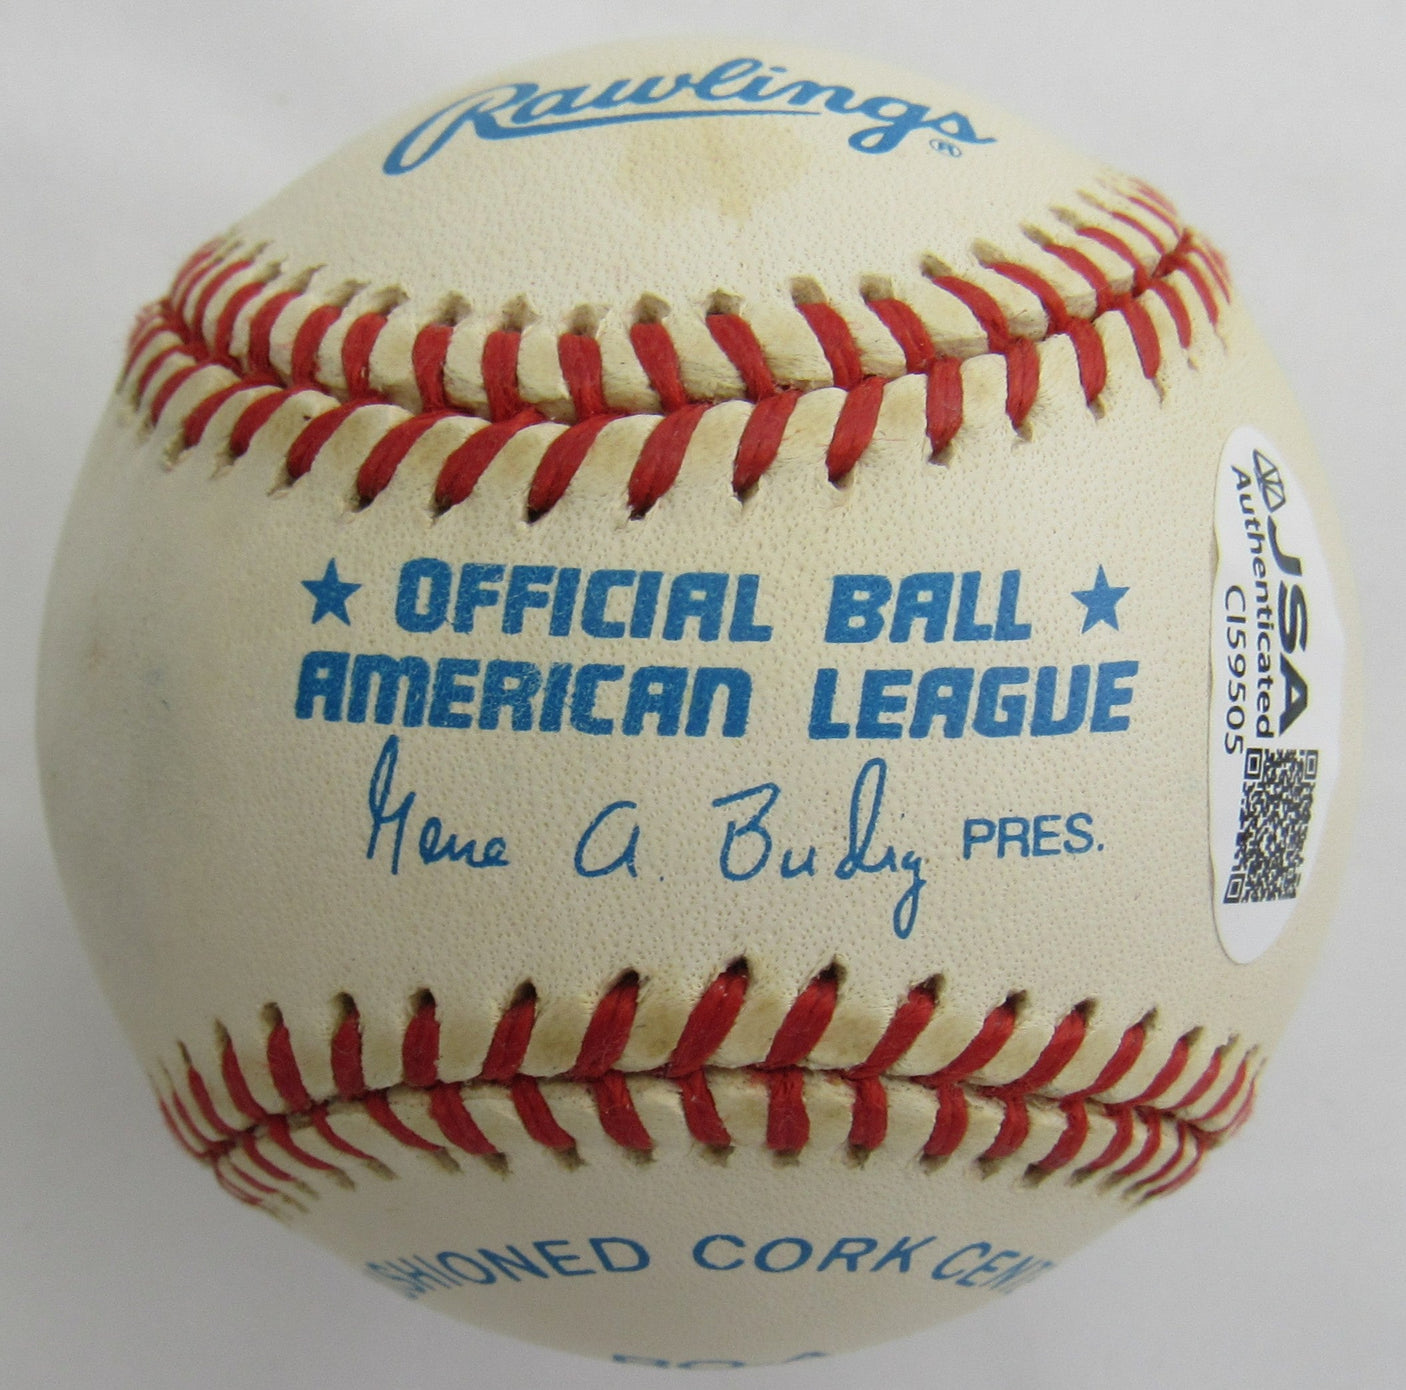 Rawlings®
★ OFFICIAL BALL ★
AMERICAN LEAGUE
Gene A. Budig PRES.
JSA
Authenticated
CI59505
SHIONED CORK CENT